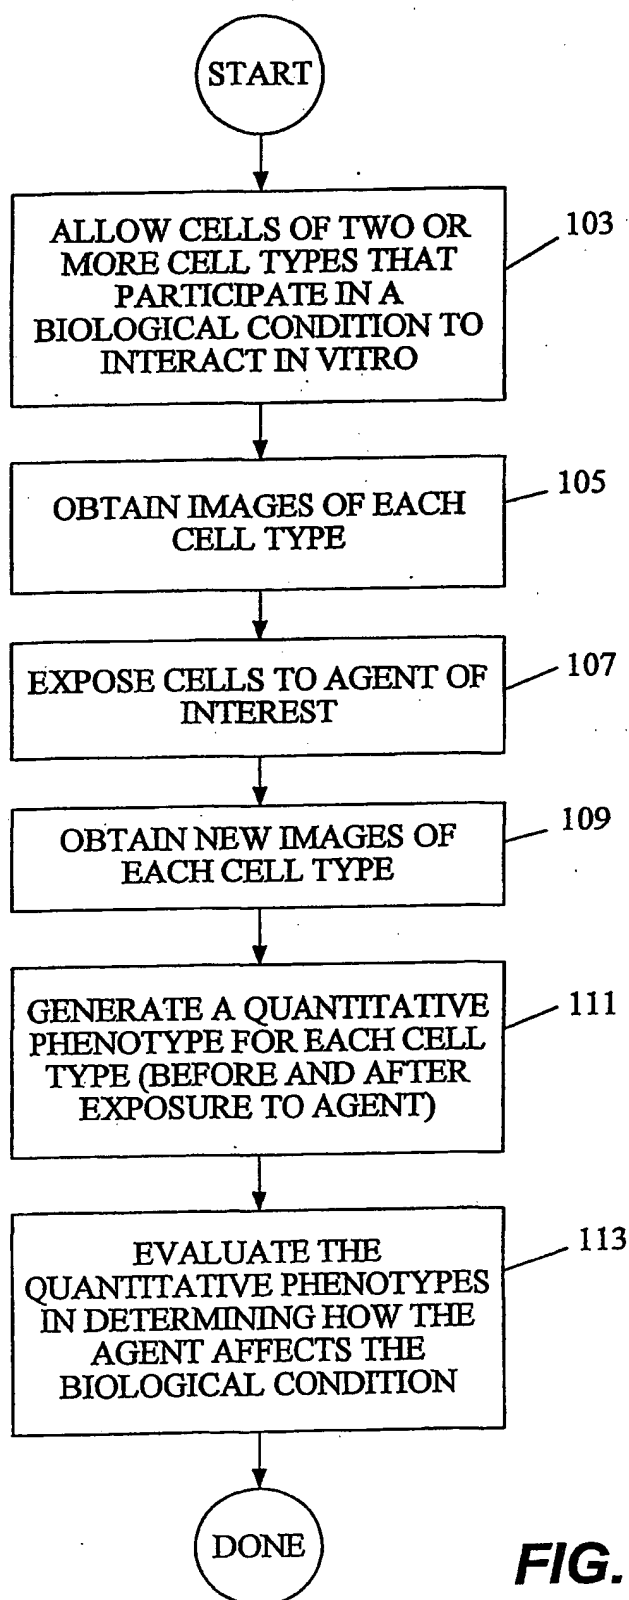 START
ALLOW CELLS OF TWO OR
MORE CELL TYPES THAT
PARTICIPATE IN A
BIOLOGICAL CONDITION TO
INTERACT IN VITRO
103
OBTAIN IMAGES OF EACH
CELL TYPE
105
EXPOSE CELLS TO AGENT OF
INTEREST
107
OBTAIN NEW IMAGES OF
EACH CELL TYPE
109
GENERATE A QUANTITATIVE
PHENOTYPE FOR EACH CELL
TYPE (BEFORE AND AFTER
EXPOSURE TO AGENT)
111
EVALUATE THE
QUANTITATIVE PHENOTYPES
IN DETERMINING HOW THE
AGENT AFFECTS THE
BIOLOGICAL CONDITION
113
DONE
FIG.